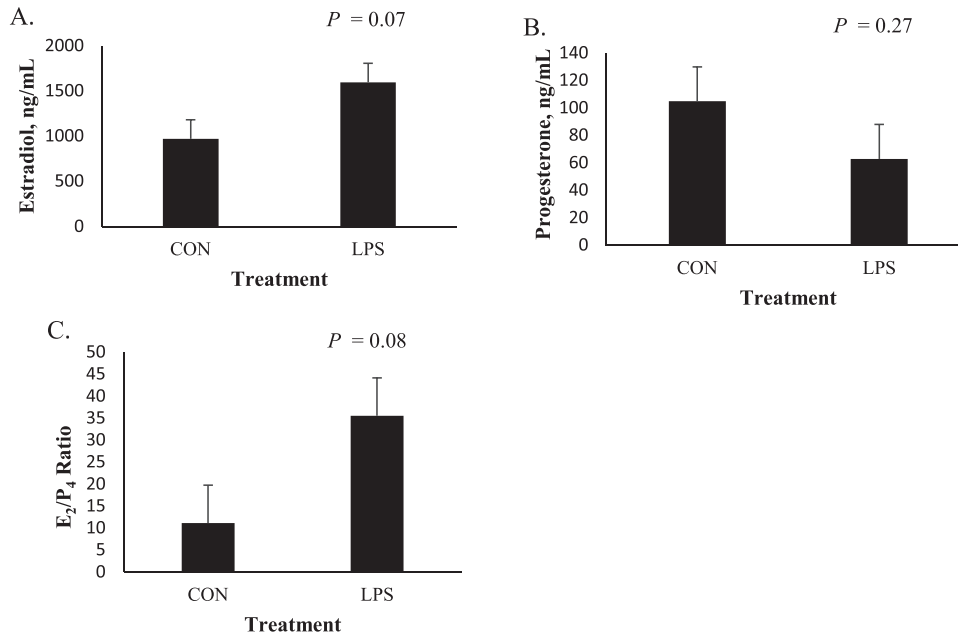 A.
P = 0.07
Estradiol, ng/mL
2000
1500
1000
500
0
CON
LPS
Treatment
B.
P = 0.27
Progesterone, ng/mL
140
120
100
80
60
40
20
0
CON
LPS
Treatment
C.
P = 0.08
E₂/P₄ Ratio
50
45
40
35
30
25
20
15
10
5
0
CON
LPS
Treatment